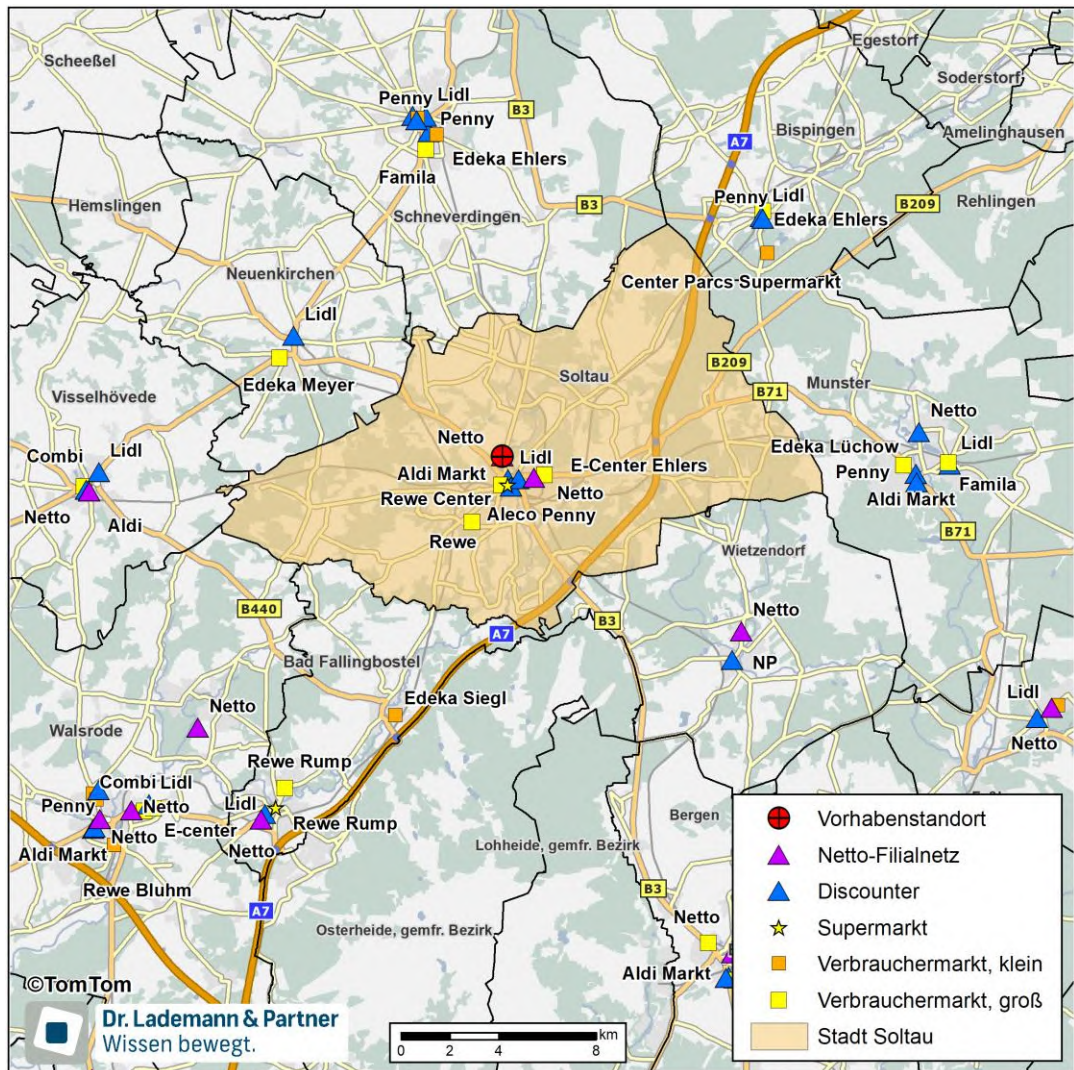 Scheeßel
Egestorf
Soderstorf
Penny Lidl
Penny
B3
A7
Bispingen
Amelinghausen
Edeka Ehlers
Famila
Hemslingen
Schneverdingen
B3
Penny Lidl
Edeka Ehlers
B209
Rehlingen
Neuenkirchen
Center Parcs Supermarkt
Lidl
Edeka Meyer
Soltau
B209
B71
Munster
Visselhövede
Netto
Netto
Combi
Lidl
Lidl
Aldi Markt
E-Center Ehlers
Edeka Lüchow
Lidl
Rewe Center
Netto
Penny
Famila
Aldi Markt
Netto
Aldi
Aleco
Penny
Rewe
B71
Wietzendorf
B440
B3
Netto
A7
Bad Fallingbostel
NP
Edeka Siegl
Netto
Lidl
Walsrode
Netto
Rewe Rump
Combi
Lidl
Penny
Netto
Lidl
Netto
E-center
Rewe Rump
Aldi Markt
Netto
Rewe Bluhm
A7
Lohheide, gemfr. Bezirk
Bergen
B3
Osterheide, gemfr. Bezirk
Netto
Aldi Markt
Vorhabenstandort
Netto-Filialnetz
Discounter
Supermarkt
Verbrauchermarkt, klein
Verbrauchermarkt, groß
Stadt Soltau
©TomTom
Dr. Lademann & Partner
Wissen bewegt.
km
0 2 4 8